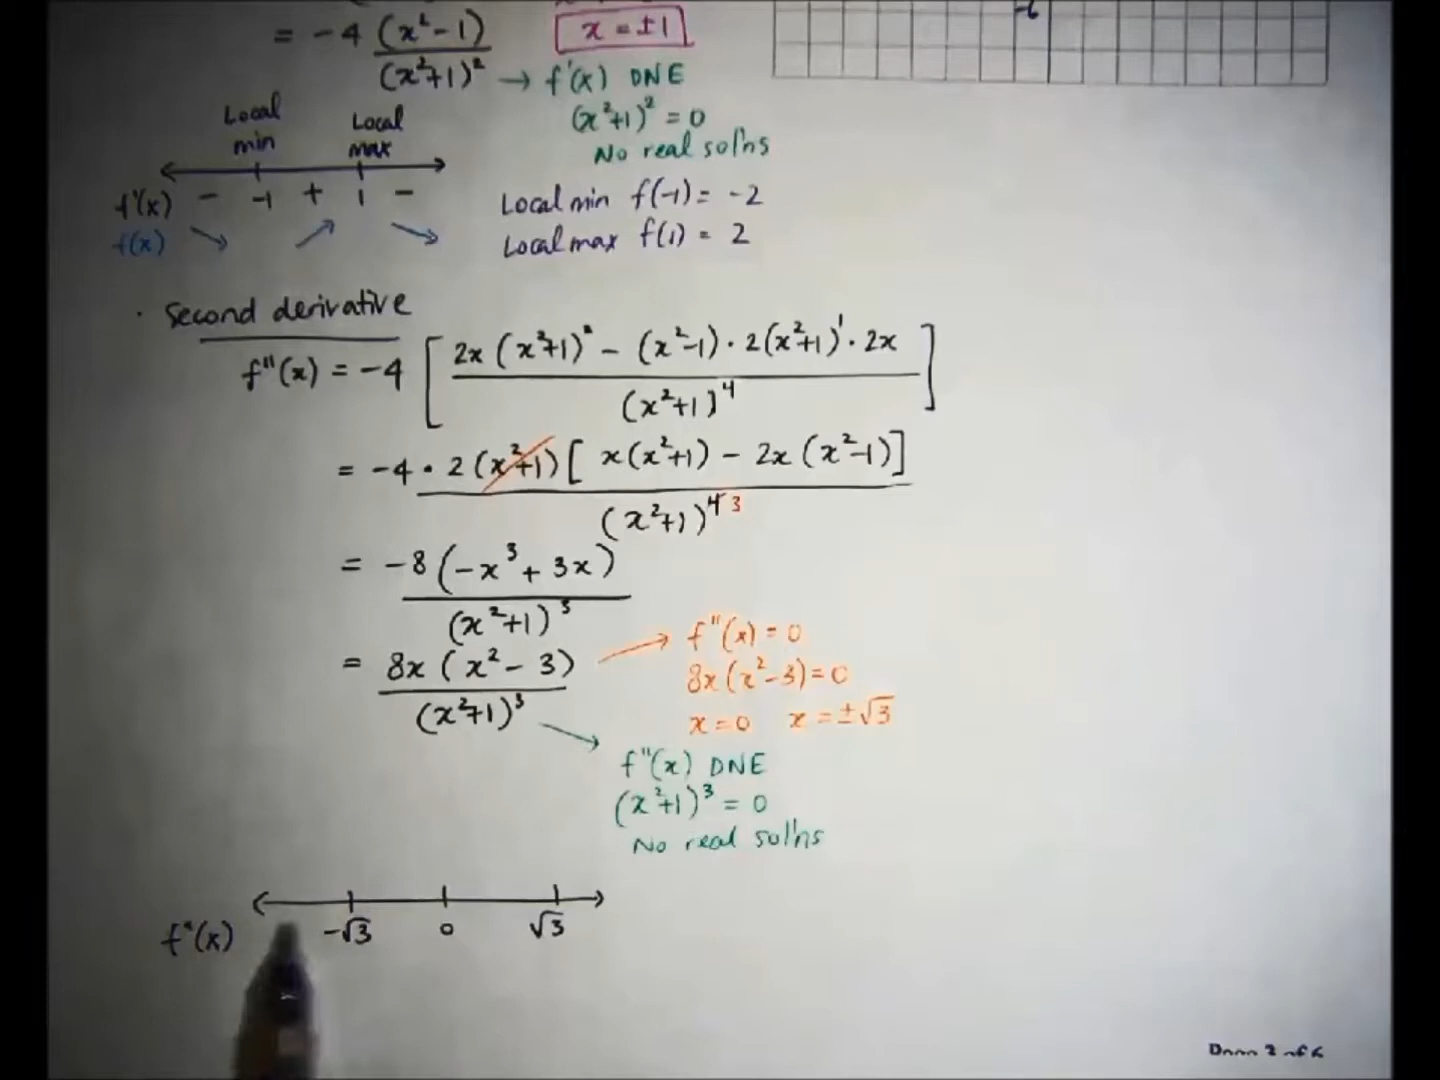 = -4 (x²-1) / (x²+1)²
x = ±1
-6
→ f'(x) DNE
(x²+1)² = 0
No real sol'ns
Local min
Local max
f'(x) - -1 + 1 -
f(x)
Local min f(-1) = -2
Local max f(1) = 2
· Second derivative
f''(x) = -4 [ 2x(x²+1)² - (x²-1)·2(x²+1)¹·2x / (x²+1)⁴ ]
= -4·2(x²+1)[x(x²+1) - 2x(x²-1)] / (x²+1)⁴ ³
= -8(-x³+3x) / (x²+1)³
= 8x(x²-3) / (x²+1)³
f''(x) = 0
8x(x²-3) = 0
x = 0 x = ±√3
f''(x) DNE
(x²+1)³ = 0
No real sol'ns
f''(x) -√3 0 √3